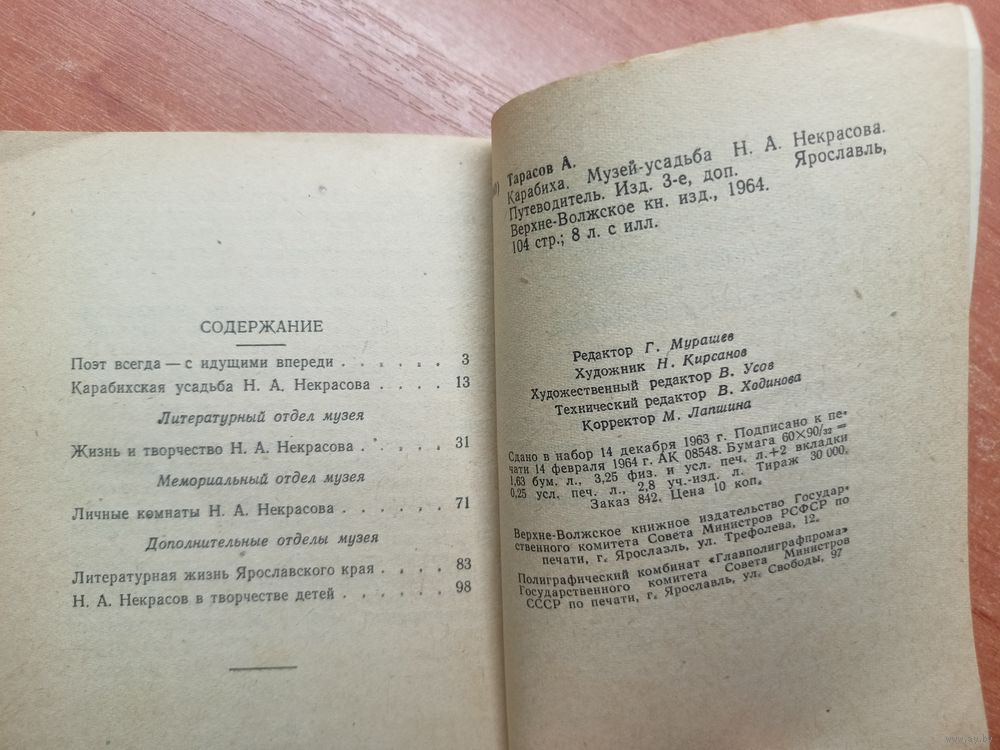 СОДЕРЖАНИЕ
Поэт всегда — с идущими впереди . . . . . . 3
Карабихская усадьба Н. А. Некрасова . . . . 13
Литературный отдел музея
Жизнь и творчество Н. А. Некрасова . . . . . 31
Мемориальный отдел музея
Личные комнаты Н. А. Некрасова . . . . . . 71
Дополнительные отделы музея
Литературная жизнь Ярославского края . . . . 83
Н. А. Некрасов в творчестве детей . . . . . . 98
Тарасов А.
Карабиха. Музей-усадьба Н. А. Некрасова.
Путеводитель. Изд. 3-е, доп. Ярославль,
Верхне-Волжское кн. изд., 1964.
104 стр.; 8 л. с илл.
Редактор Г. Мурашев
Художник Н. Кирсанов
Художественный редактор В. Усов
Технический редактор В. Ходинова
Корректор М. Лапшина
Сдано в набор 14 декабря 1963 г. Подписано к пе-
чати 14 февраля 1964 г. АК 08548. Бумага 60×90/₃₂ =
1,63 бум. л., 3,25 физ. и усл. печ. л.+2 вкладки
0,25 усл. печ. л., 2,8 уч.-изд. л. Тираж 30 000.
Заказ 842. Цена 10 коп.
Верхне-Волжское книжное издательство Государ-
ственного комитета Совета Министров РСФСР по
печати, г. Ярославль, ул. Трефолева, 12.
Полиграфический комбинат «Главполиграфпрома»
Государственного комитета Совета Министров
СССР по печати, г. Ярославль, ул. Свободы, 97
www.ay.by